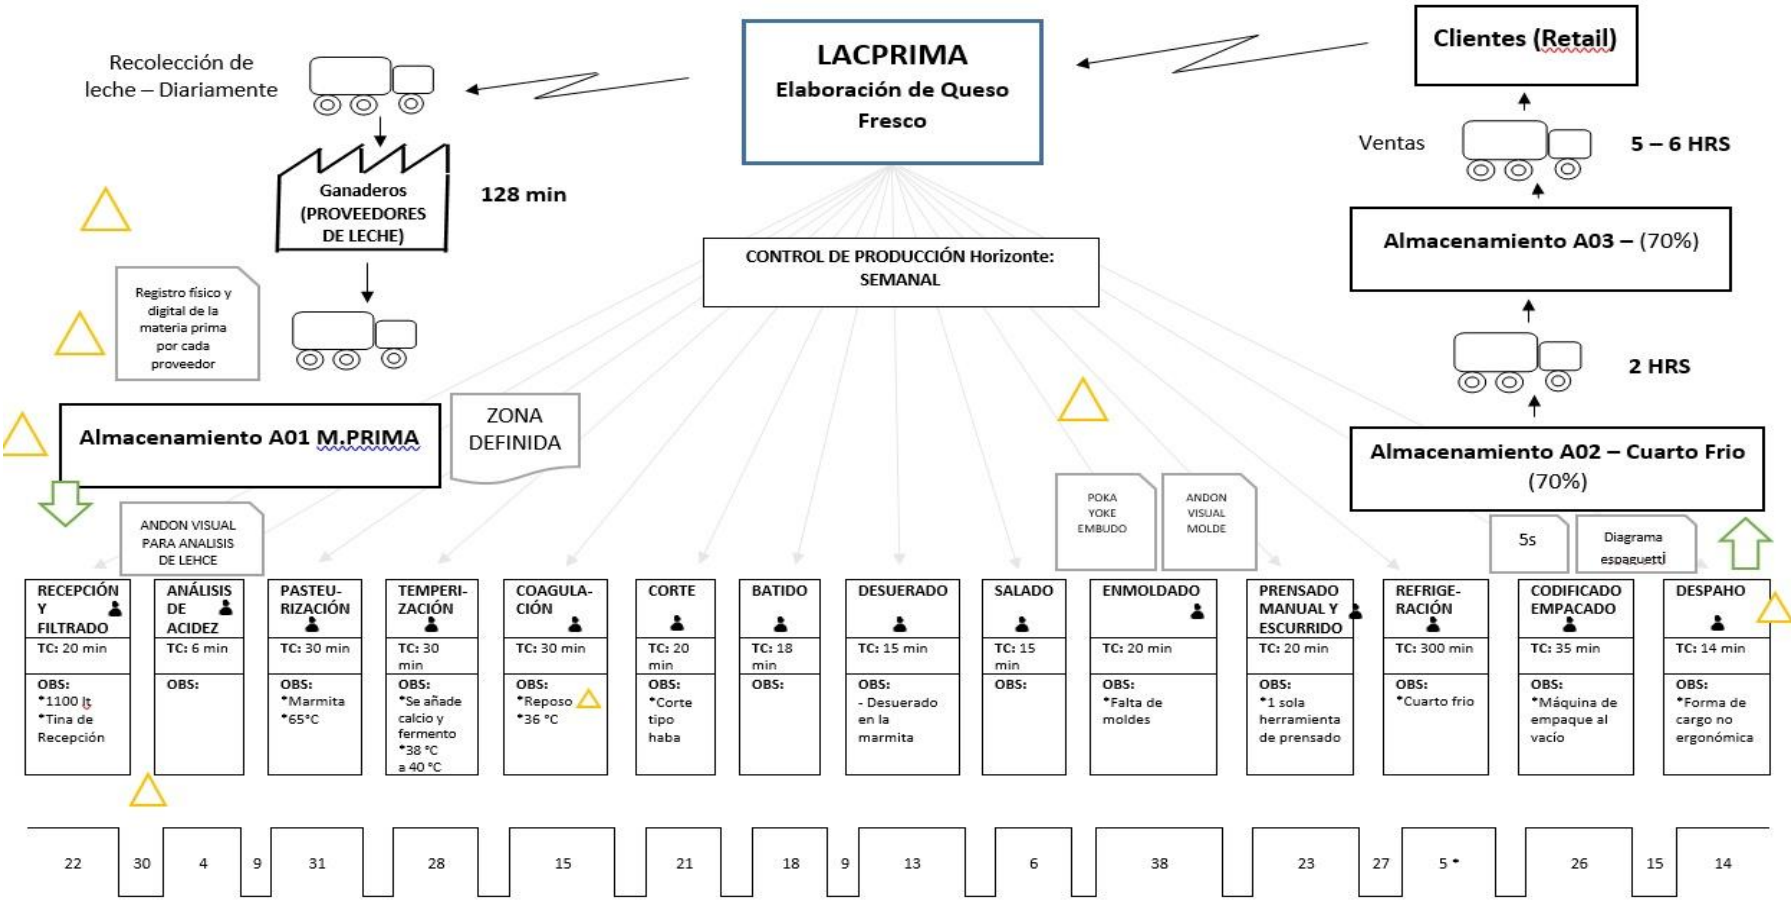 Recolección de
leche – Diariamente
Ganaderos
(PROVEEDORES
DE LECHE)
128 min
Registro físico y
digital de la
materia prima
por cada
proveedor
Almacenamiento A01 M.PRIMA
ZONA
DEFINIDA
ANDON VISUAL
PARA ANALISIS
DE LEHCE
LACPRIMA
Elaboración de Queso
Fresco
CONTROL DE PRODUCCIÓN Horizonte:
SEMANAL
Clientes (Retail)
Ventas
5 – 6 HRS
Almacenamiento A03 – (70%)
2 HRS
Almacenamiento A02 – Cuarto Frio
(70%)
POKA
YOKE
EMBUDO
ANDON
VISUAL
MOLDE
5s
Diagrama
espaguetti
RECEPCIÓN
Y
FILTRADO
TC: 20 min
OBS:
*1100 lt
*Tina de
Recepción
ANÁLISIS
DE
ACIDEZ
TC: 6 min
OBS:
PASTEU-
RIZACIÓN
TC: 30 min
OBS:
*Marmita
*65°C
TEMPERI-
ZACIÓN
TC: 30
min
OBS:
*Se añade
calcio y
fermento
*38 °C
a 40 °C
COAGULA-
CIÓN
TC: 30 min
OBS:
*Reposo
*36 °C
CORTE
TC: 20
min
OBS:
*Corte
tipo
haba
BATIDO
TC: 18
min
OBS:
DESUERADO
TC: 15 min
OBS:
- Desuerado
en la
marmita
SALADO
TC: 15
min
OBS:
ENMOLDADO
TC: 20 min
OBS:
*Falta de
moldes
PRENSADO
MANUAL Y
ESCURRIDO
TC: 20 min
OBS:
*1 sola
herramienta
de prensado
REFRIGE-
RACIÓN
TC: 300 min
OBS:
*Cuarto frio
CODIFICADO
EMPACADO
TC: 35 min
OBS:
*Máquina de
empaque al
vacío
DESPAHO
TC: 14 min
OBS:
*Forma de
cargo no
ergonómica
22 30 4 9 31 28 15 21 18 9 13 6 38 23 27 5 * 26 15 14